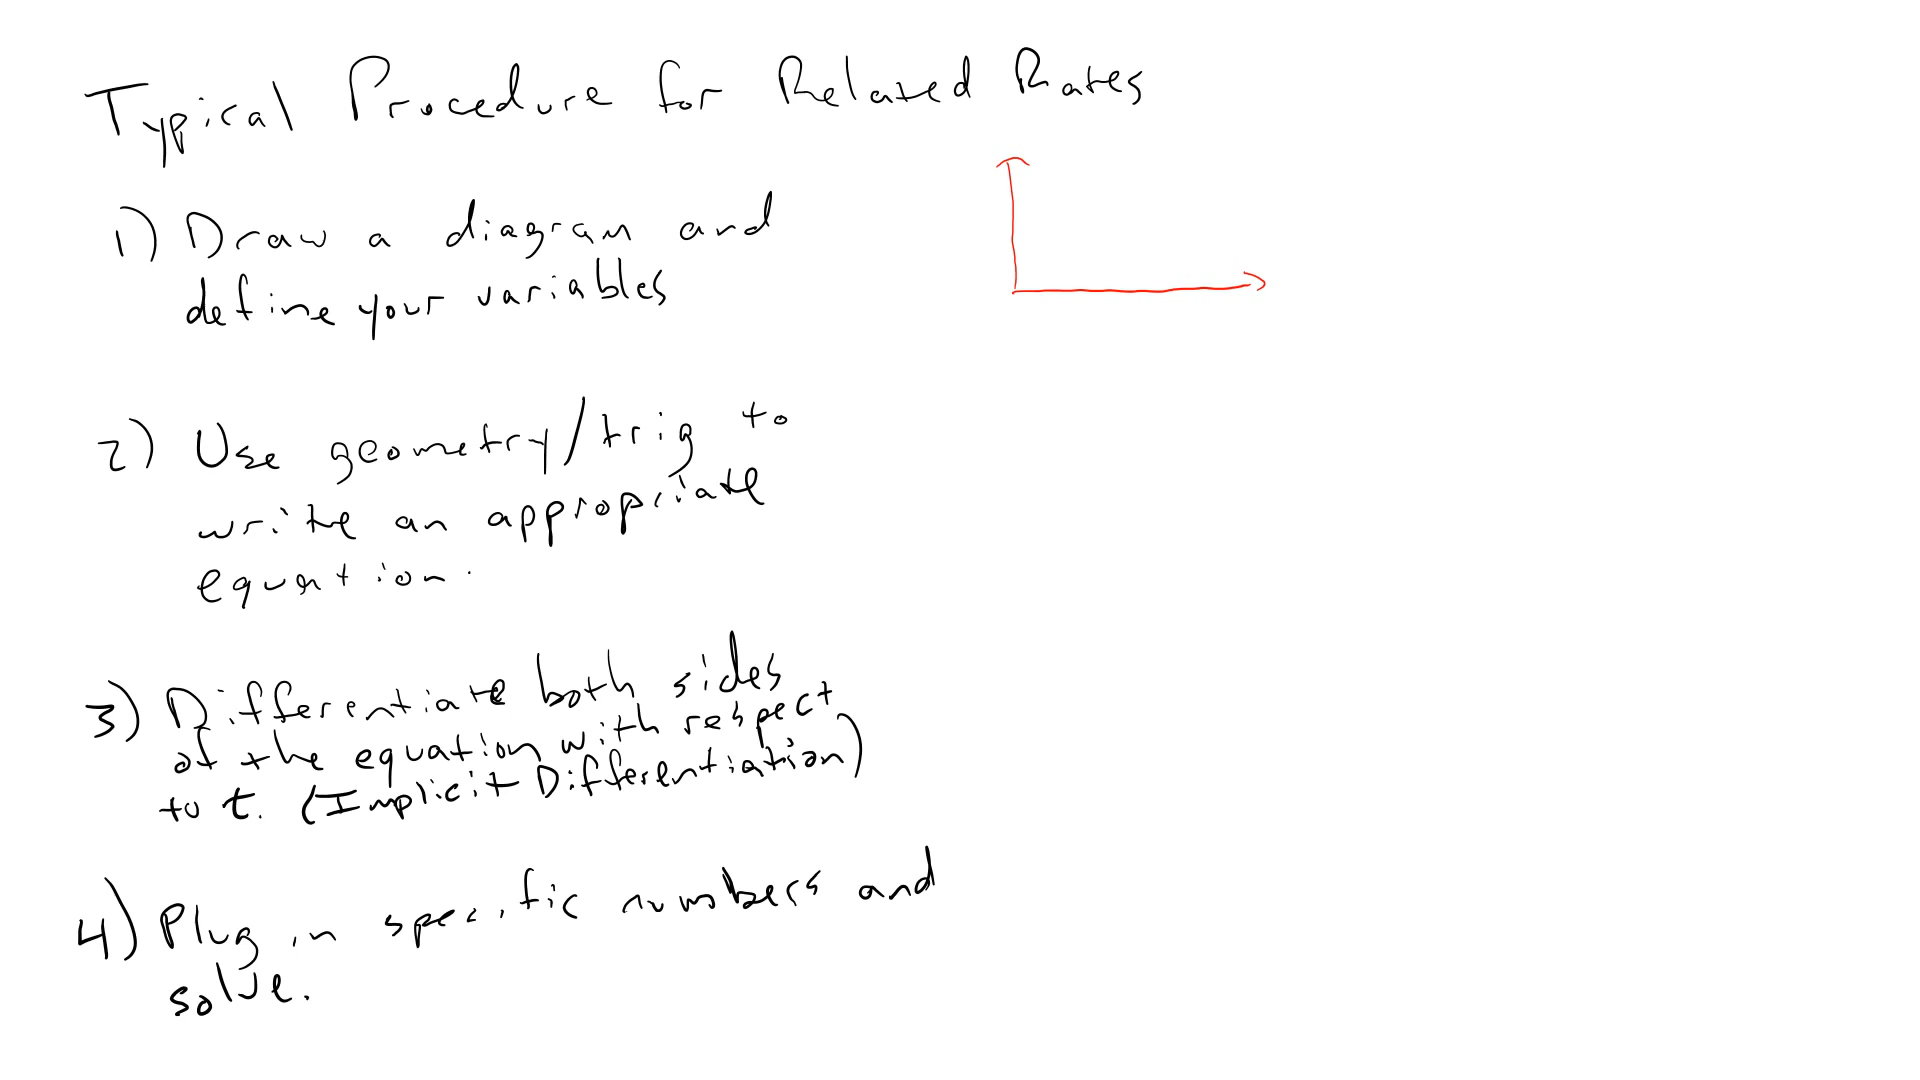 Typical Procedure for Related Rates
1) Draw a diagram and
define your variables
2) Use geometry/trig to
write an appropriate
equation.
3) Differentiate both sides
of the equation with respect
to t. (Implicit Differentiation)
4) Plug in specific numbers and
solve.